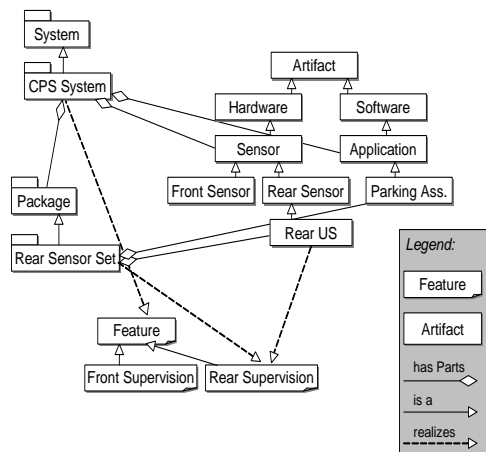 System
CPS System
Artifact
Hardware
Software
Sensor
Application
Front Sensor
Rear Sensor
Parking Ass.
Package
Rear US
Rear Sensor Set
Feature
Front Supervision
Rear Supervision
Legend:
Feature
Artifact
has Parts
is a
realizes